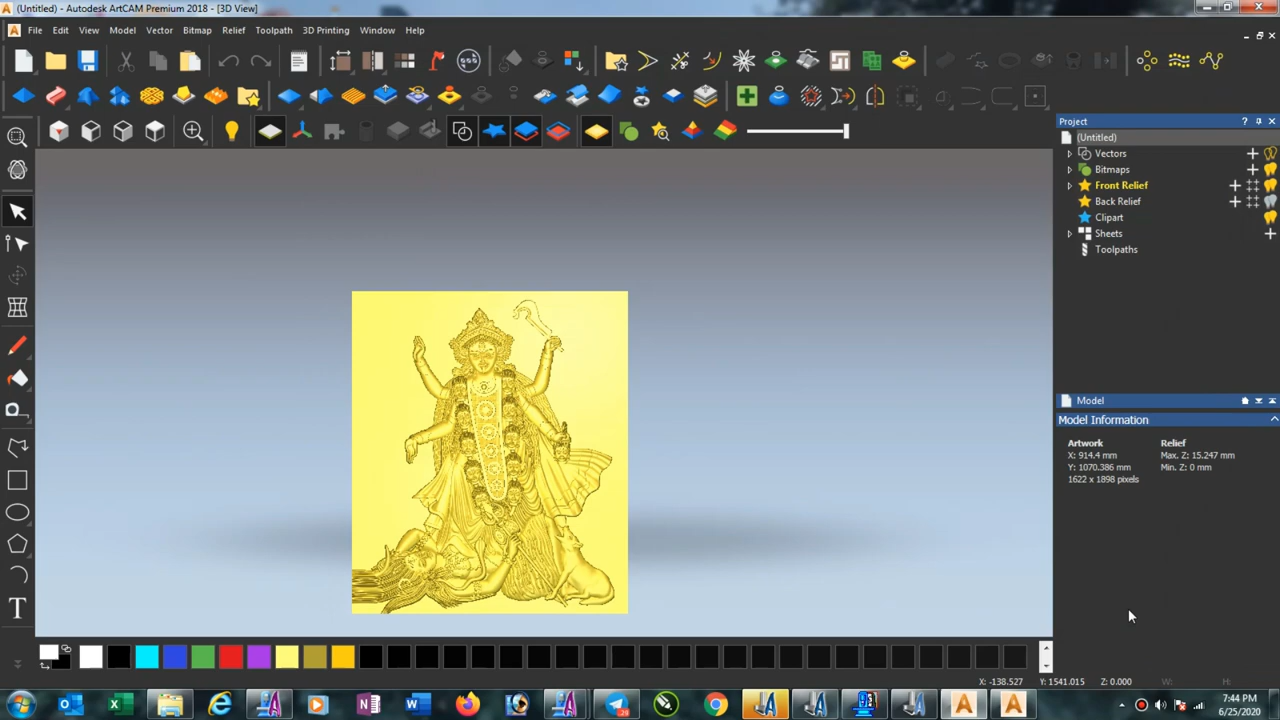 (Untitled) - Autodesk ArtCAM Premium 2018 - [3D View]
File Edit View Model Vector Bitmap Relief Toolpath 3D Printing Window Help
Project
(Untitled)
Vectors
Bitmaps
Front Relief
Back Relief
Clipart
Sheets
Toolpaths
Model
Model Information
Artwork Relief
X: 914.4 mm Max. Z: 15.247 mm
Y: 1070.386 mm Min. Z: 0 mm
1622 x 1898 pixels
T
X: -138.527 Y: 1541.015 Z: 0.000 W: H:
7:44 PM
6/25/2020